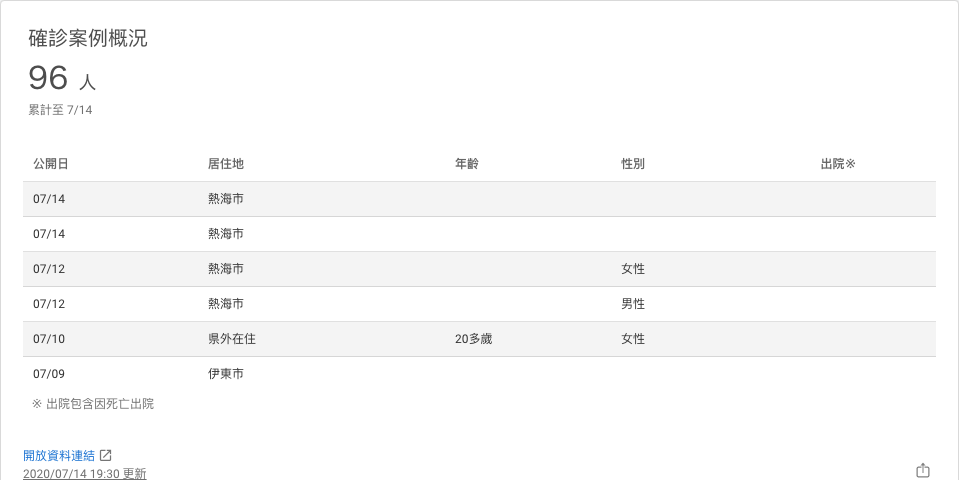 確診案例概況
96 人
累計至 7/14
公開日 居住地 年齡 性別 出院※
07/14 熱海市
07/14 熱海市
07/12 熱海市 女性
07/12 熱海市 男性
07/10 県外在住 20多歲 女性
07/09 伊東市
※ 出院包含因死亡出院
開放資料連結
2020/07/14 19:30 更新